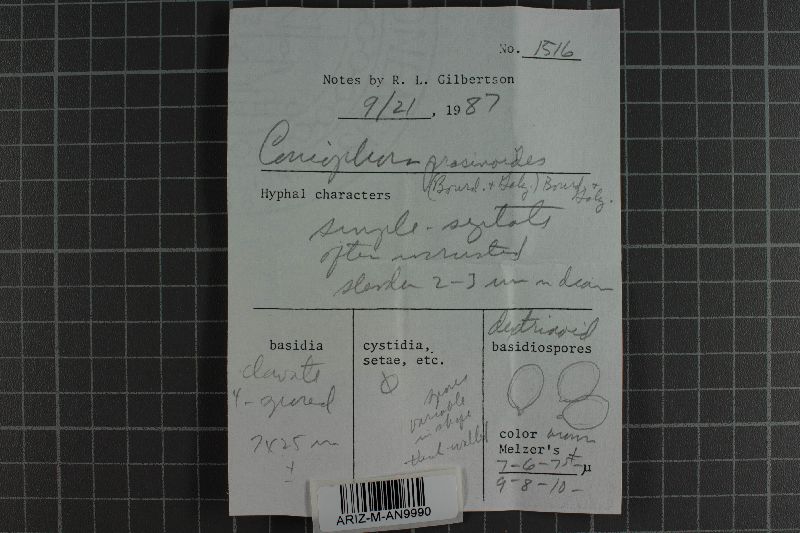 No. 1516
Notes by R. L. Gilbertson
9/21, 1987
Coniophora prasinoides
(Bourd. + Galz.) Bourd. + Galz.
Hyphal characters
simple-septate
often incrusted
slender 2-3 um in diam
basidia
clavate
4-spored
7x25 um
±
cystidia,
setae, etc.
0
spores
variable
in shape
thick-walled
dextrinoid
basidiospores
color brown
Melzer's +
7-6-7 μ
9-8-10-
ARIZ-M-AN9990